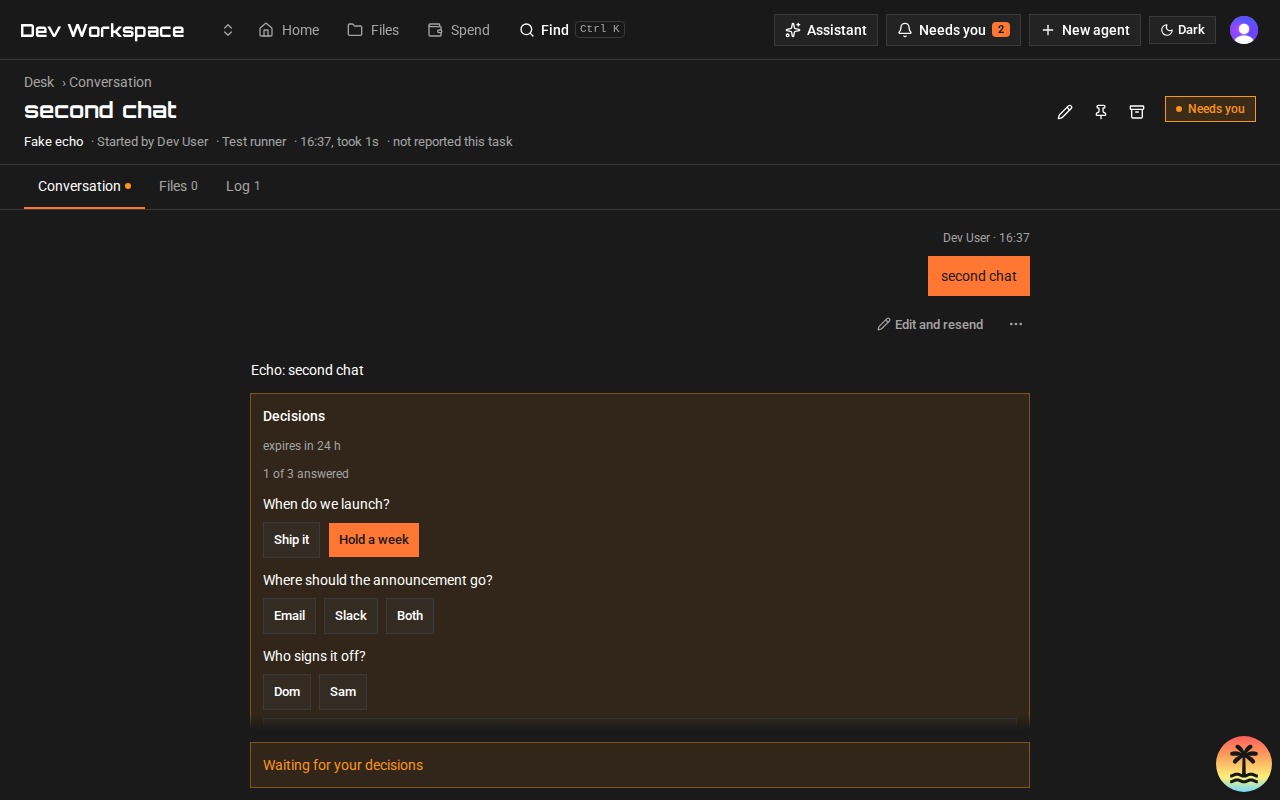 Dev Workspace
Home
Files
Spend
Find Ctrl K
Assistant
Needs you 2
New agent
Dark
Desk › Conversation
second chat
Needs you
Fake echo · Started by Dev User · Test runner · 16:37, took 1s · not reported this task
Conversation
Files 0
Log 1
Dev User · 16:37
second chat
Edit and resend
Echo: second chat
Decisions
expires in 24 h
1 of 3 answered
When do we launch?
Ship it Hold a week
Where should the announcement go?
Email Slack Both
Who signs it off?
Dom Sam
Waiting for your decisions